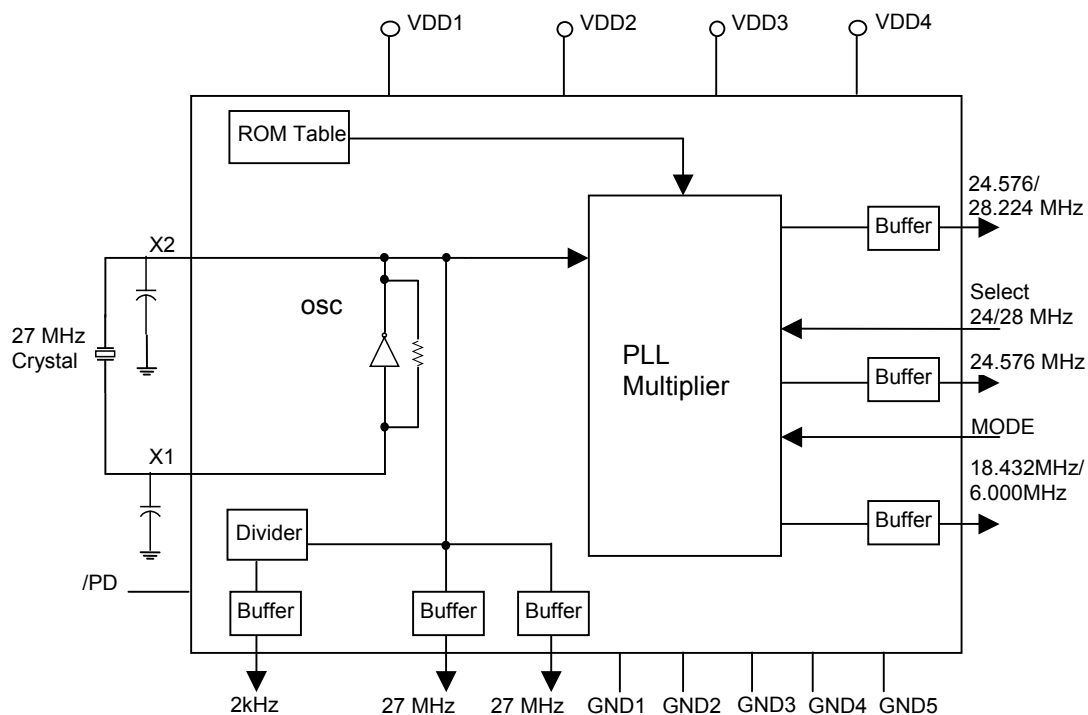 VDD1
VDD2
VDD3
VDD4
ROM Table
24.576/
28.224 MHz
Buffer
X2
OSC
Select
24/28 MHz
27 MHz
Crystal
PLL
Multiplier
24.576 MHz
Buffer
MODE
X1
18.432MHz/
6.000MHz
Buffer
Divider
/PD
Buffer
Buffer
Buffer
2kHz
27 MHz
27 MHz
GND1
GND2
GND3
GND4
GND5